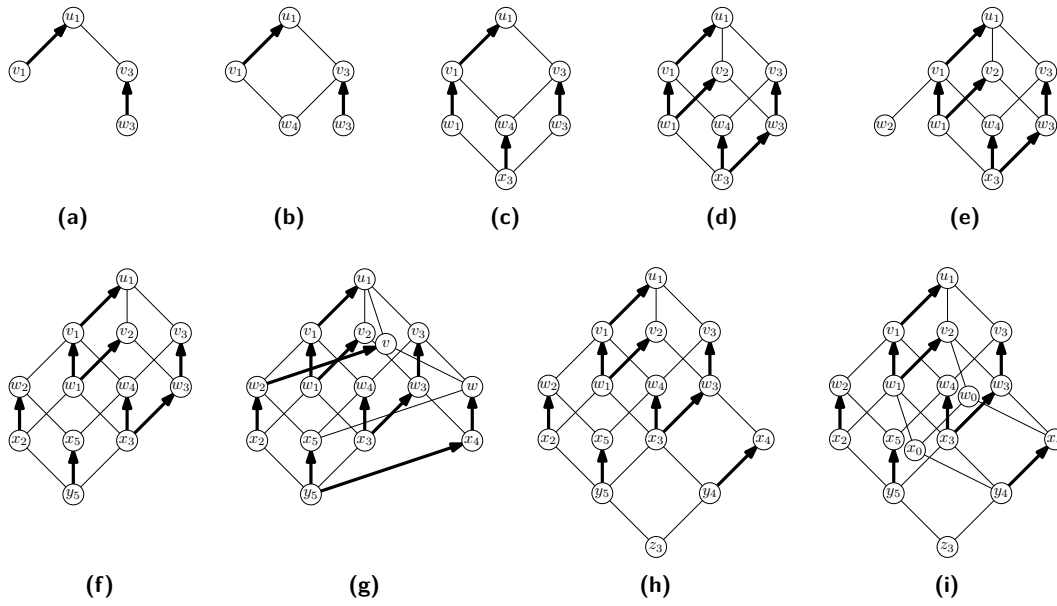 u1 u1 u1 u1 u1
v1 v3 v1 v3 v1 v3 v1 v2 v3 v1 v2 v3
w3 w4 w3 w1 w4 w3 w1 w4 w3 w2 w1 w4 w3
x3 x3 x3
(a) (b) (c) (d) (e)
u1 u1 u1 u1
v1 v2 v3 v1 v2 v v3 v1 v2 v3 v1 v2 v3
w2 w1 w4 w3 w2 w1 w4 w3 w w2 w1 w4 w3 w2 w1 w4 w0 w3
x2 x5 x3 x2 x5 x3 x4 x2 x5 x3 x4 x2 x5 x0 x3
y5 y5 y5 y4 y5 y4
z3 z3
(f) (g) (h) (i)